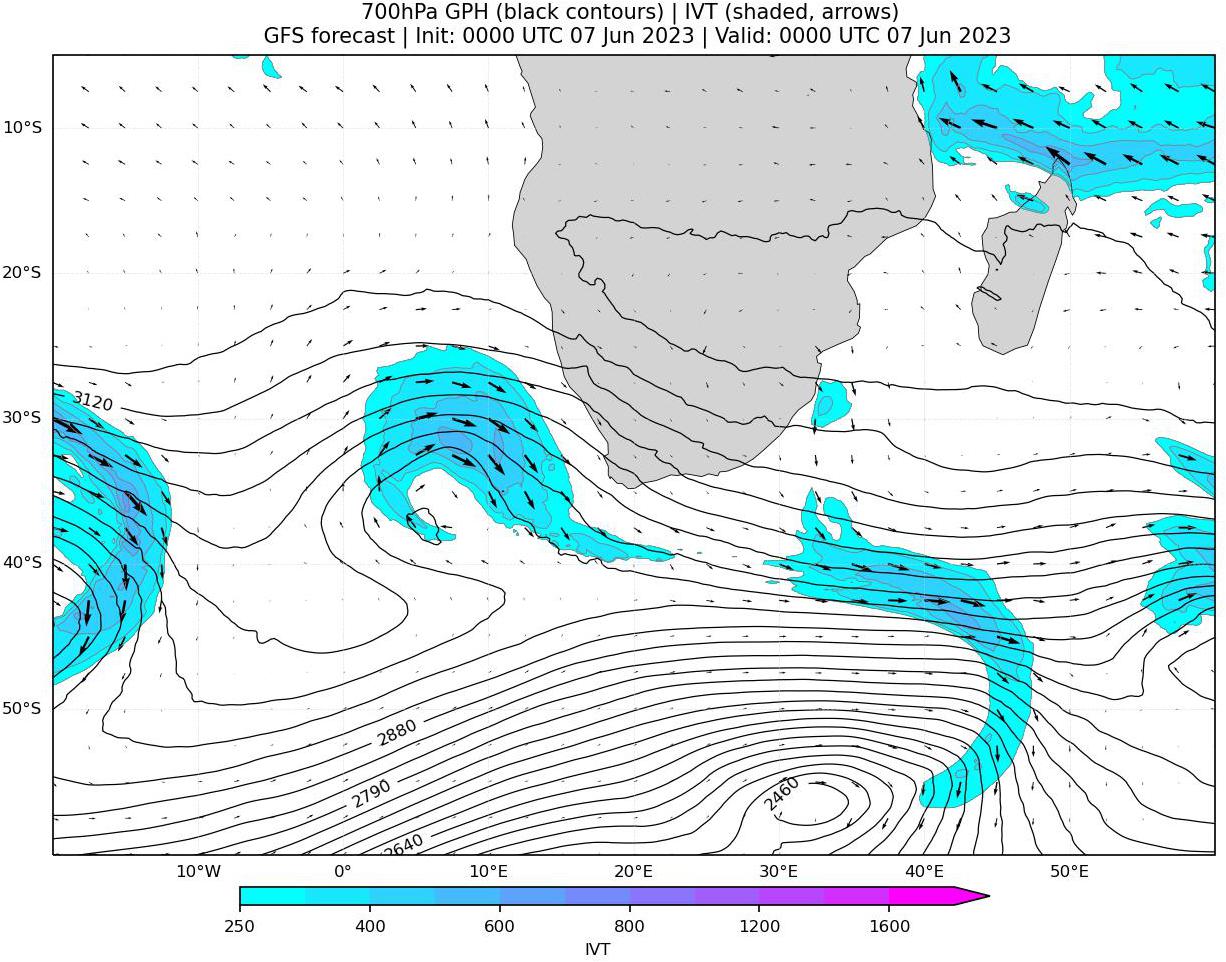 700hPa GPH (black contours) | IVT (shaded, arrows)
GFS forecast | Init: 0000 UTC 07 Jun 2023 | Valid: 0000 UTC 07 Jun 2023
10°S
20°S
3120
30°S
40°S
50°S
2880
2790
2460
2640
10°W 0° 10°E 20°E 30°E 40°E 50°E
250 400 600 800 1200 1600
IVT